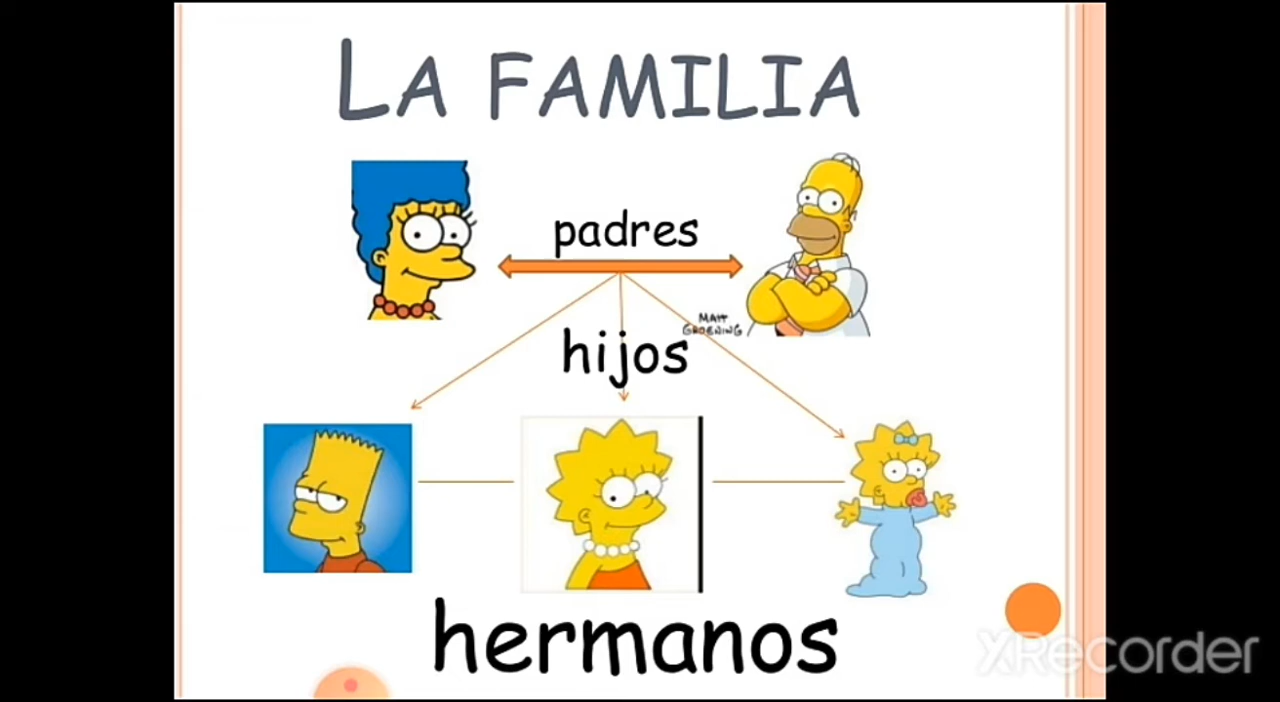 LA FAMILIA
padres
MATT
GROENING
hijos
hermanos
XRecorder